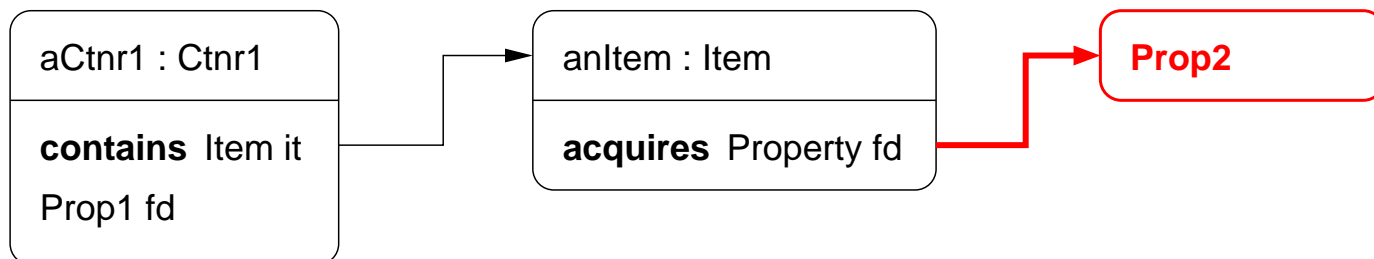 aCtnr1 : Ctnr1
contains Item it
Prop1 fd
anItem : Item
acquires Property fd
Prop2